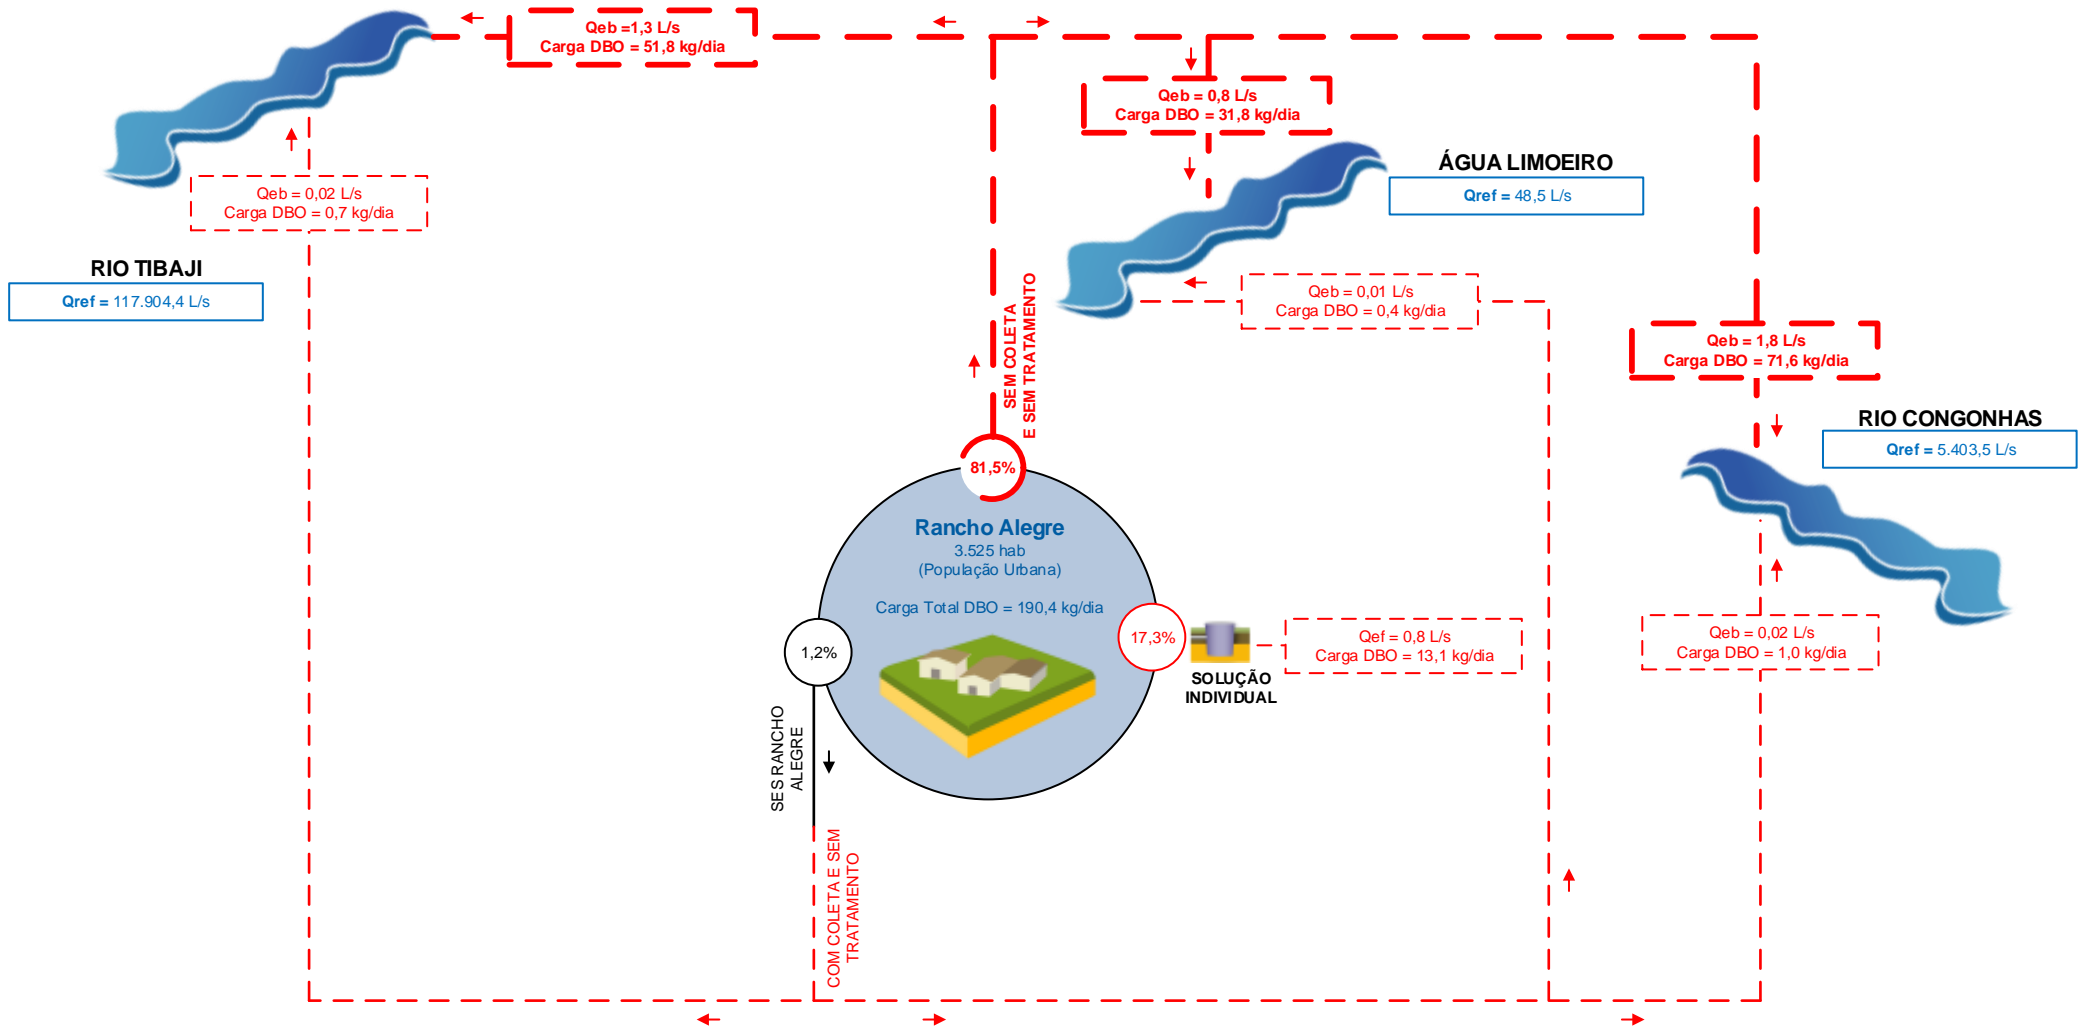 Qeb =1,3 L/s
Carga DBO = 51,8 kg/dia
Qeb = 0,8 L/s
Carga DBO = 31,8 kg/dia
ÁGUA LIMOEIRO
Qref = 48,5 L/s
Qeb = 0,02 L/s
Carga DBO = 0,7 kg/dia
RIO TIBAJI
Qref = 117.904,4 L/s
Qeb = 0,01 L/s
Carga DBO = 0,4 kg/dia
SEM COLETA
E SEM TRATAMENTO
Qeb = 1,8 L/s
Carga DBO = 71,6 kg/dia
RIO CONGONHAS
Qref = 5.403,5 L/s
81,5%
Rancho Alegre
3.525 hab
(População Urbana)
Carga Total DBO = 190,4 kg/dia
1,2%
17,3%
SOLUÇÃO
INDIVIDUAL
Qef = 0,8 L/s
Carga DBO = 13,1 kg/dia
Qeb = 0,02 L/s
Carga DBO = 1,0 kg/dia
SES RANCHO
ALEGRE
COM COLETA E SEM
TRATAMENTO